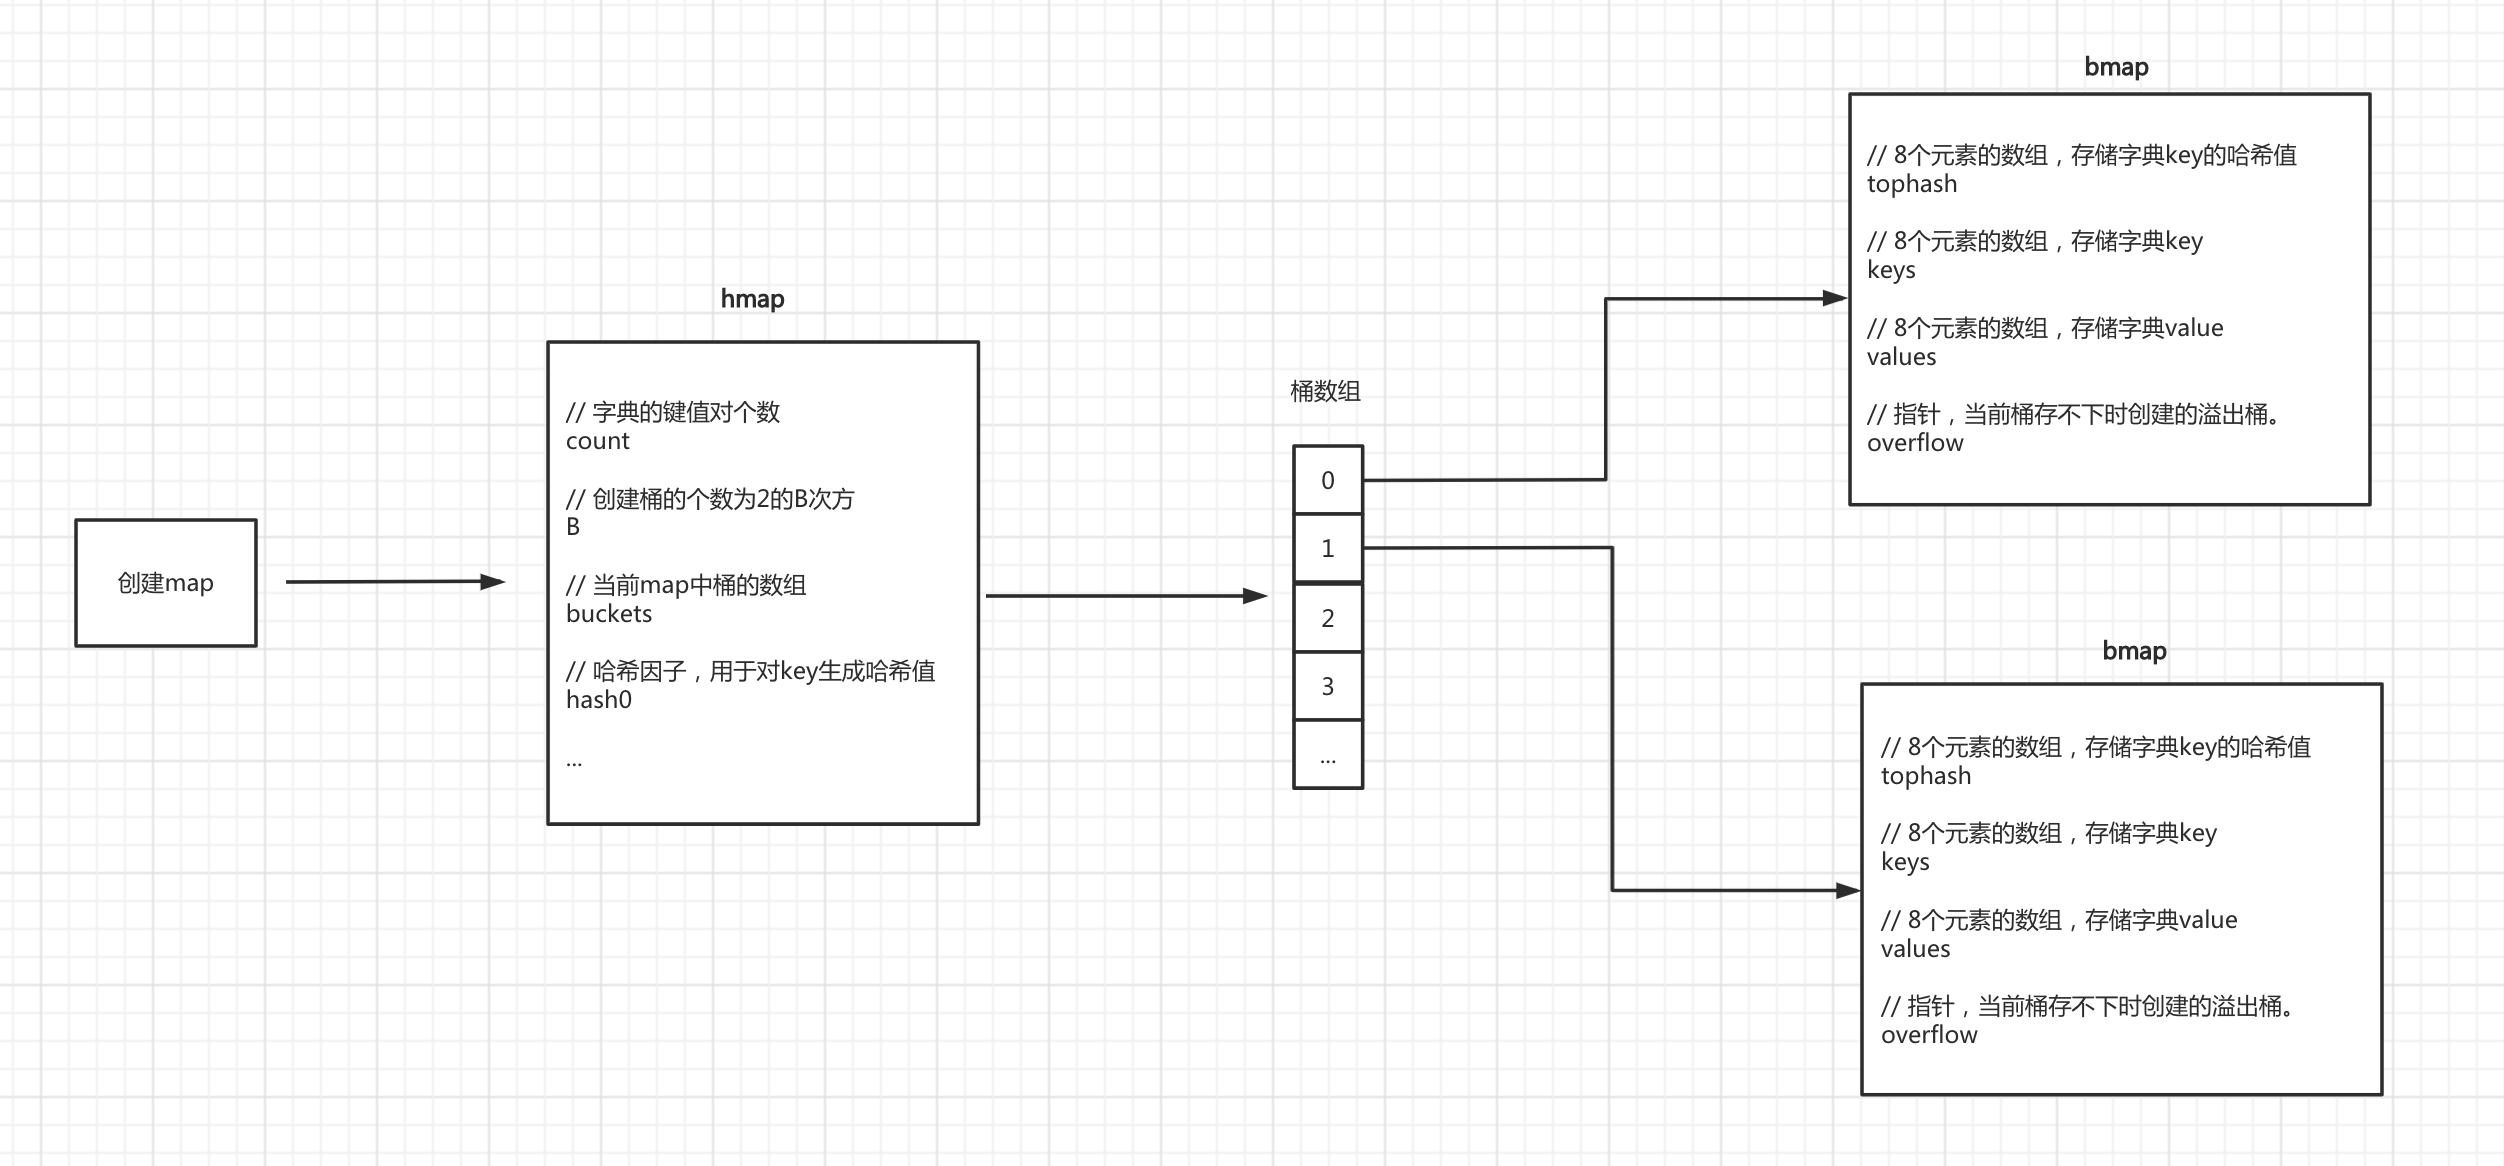 创建map
hmap
// 字典的键值对个数
count
// 创建桶的个数为2的B次方
B
// 当前map中桶的数组
buckets
// 哈希因子，用于对key生成哈希值
hash0
...
桶数组
0
1
2
3
...
bmap
// 8个元素的数组，存储字典key的哈希值
tophash
// 8个元素的数组，存储字典key
keys
// 8个元素的数组，存储字典value
values
// 指针，当前桶存不下时创建的溢出桶。
overflow
bmap
// 8个元素的数组，存储字典key的哈希值
tophash
// 8个元素的数组，存储字典key
keys
// 8个元素的数组，存储字典value
values
// 指针，当前桶存不下时创建的溢出桶。
overflow